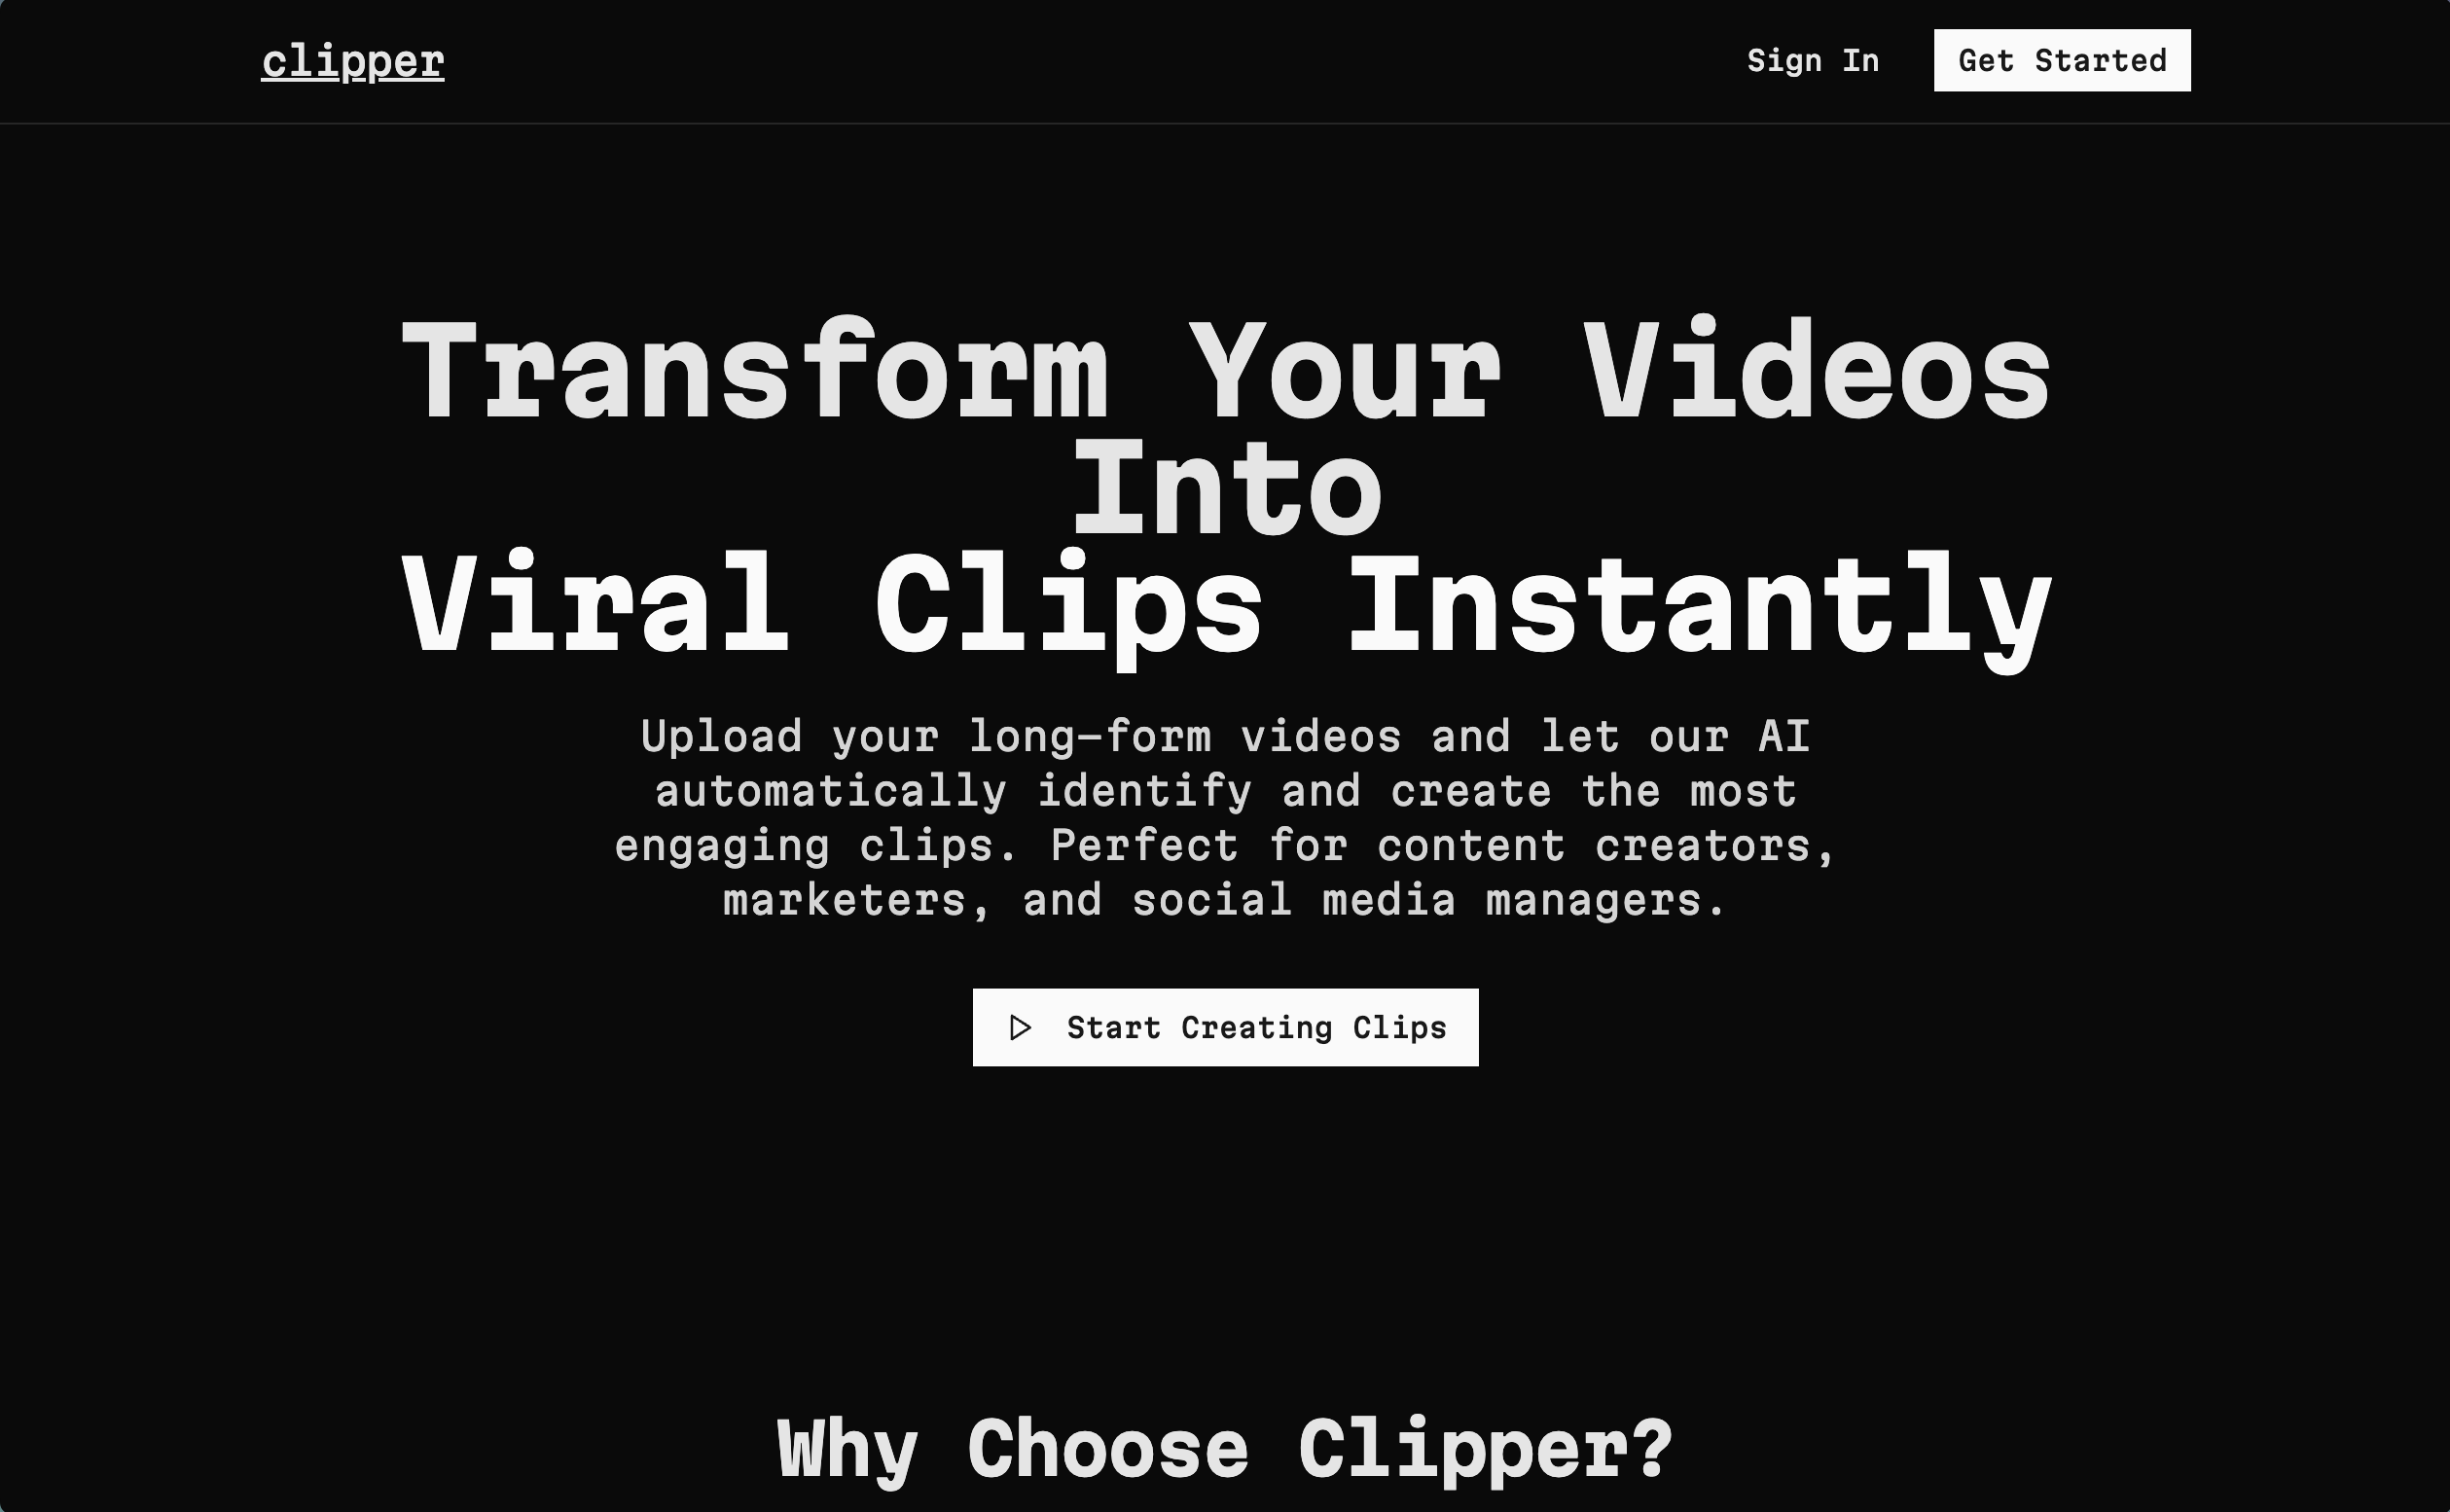 clipper
Sign In
Get Started
Transform Your Videos
Into
Viral Clips Instantly
Upload your long-form videos and let our AI
automatically identify and create the most
engaging clips. Perfect for content creators,
marketers, and social media managers.
Start Creating Clips
Why Choose Clipper?